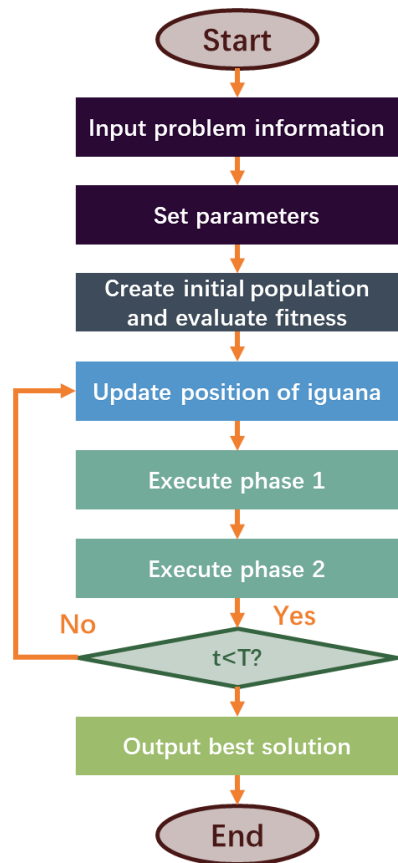 Start
Input problem information
Set parameters
Create initial population
and evaluate fitness
Update position of iguana
Execute phase 1
Execute phase 2
No
Yes
t<T?
Output best solution
End